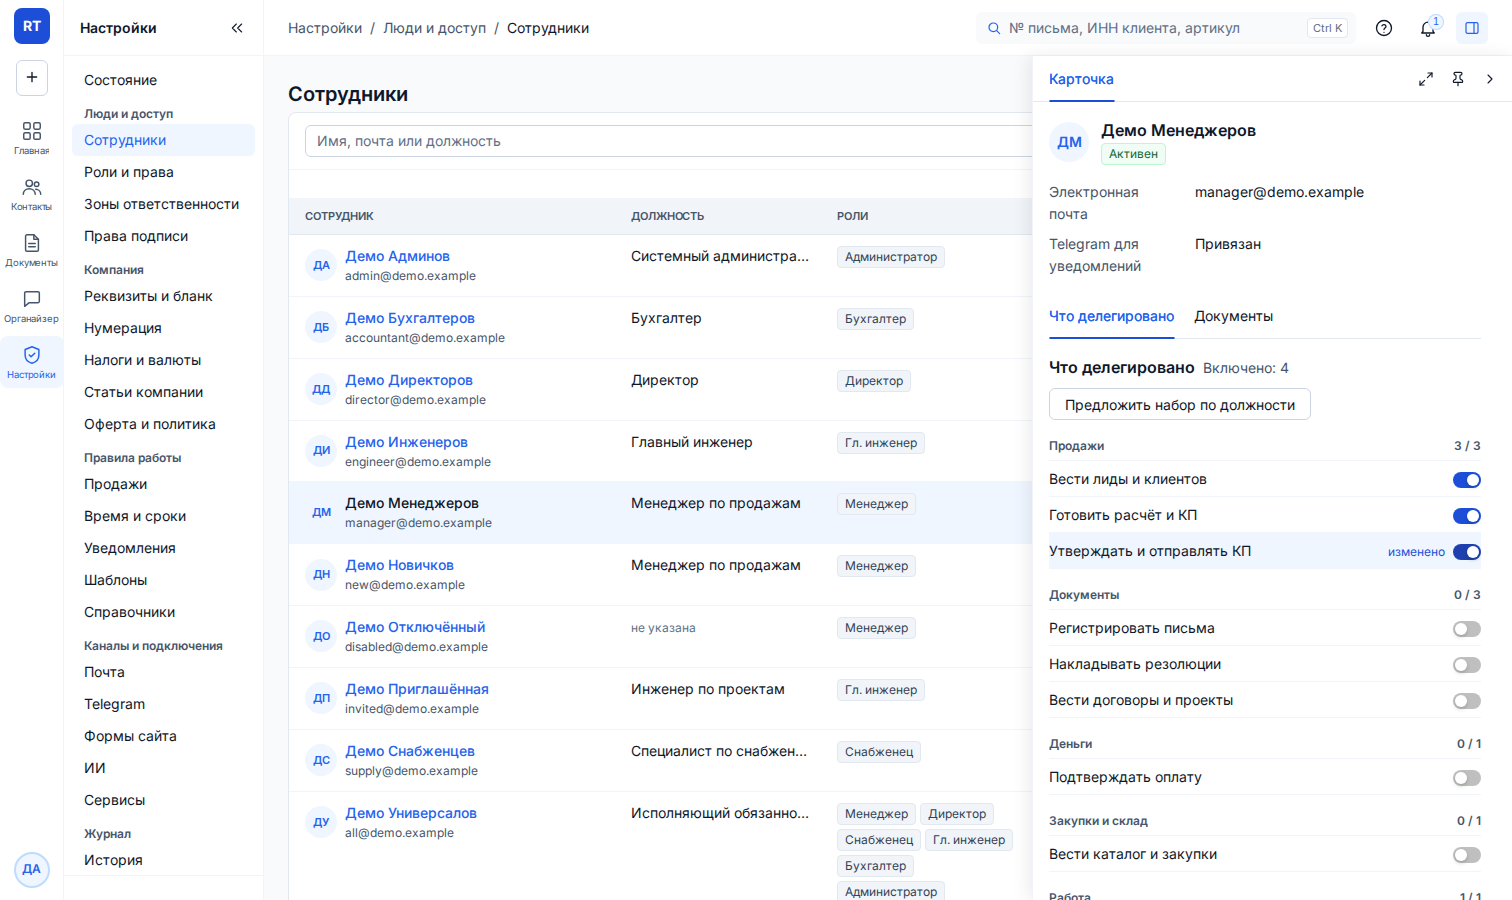 RT
Главная
Контакты
Документы
Органайзер
Настройки
ДА
Настройки
Состояние
Люди и доступ
Сотрудники
Роли и права
Зоны ответственности
Права подписи
Компания
Реквизиты и бланк
Нумерация
Налоги и валюты
Статьи компании
Оферта и политика
Правила работы
Продажи
Время и сроки
Уведомления
Шаблоны
Справочники
Каналы и подключения
Почта
Telegram
Формы сайта
ИИ
Сервисы
Журнал
История
Настройки / Люди и доступ / Сотрудники
№ письма, ИНН клиента, артикул Ctrl K
1
Сотрудники
Имя, почта или должность
СОТРУДНИК ДОЛЖНОСТЬ РОЛИ
ДА Демо Админов Системный администра... Администратор
admin@demo.example
ДБ Демо Бухгалтеров Бухгалтер Бухгалтер
accountant@demo.example
ДД Демо Директоров Директор Директор
director@demo.example
ДИ Демо Инженеров Главный инженер Гл. инженер
engineer@demo.example
ДМ Демо Менеджеров Менеджер по продажам Менеджер
manager@demo.example
ДН Демо Новичков Менеджер по продажам Менеджер
new@demo.example
ДО Демо Отключённый не указана Менеджер
disabled@demo.example
ДП Демо Приглашённая Инженер по проектам Гл. инженер
invited@demo.example
ДС Демо Снабженцев Специалист по снабжен... Снабженец
supply@demo.example
ДУ Демо Универсалов Исполняющий обязанно... Менеджер Директор
all@demo.example
Снабженец Гл. инженер
Бухгалтер
Администратор
Карточка
ДМ Демо Менеджеров
Активен
Электронная почта manager@demo.example
Telegram для уведомлений Привязан
Что делегировано Документы
Что делегировано Включено: 4
Предложить набор по должности
Продажи 3 / 3
Вести лиды и клиентов
Готовить расчёт и КП
Утверждать и отправлять КП изменено
Документы 0 / 3
Регистрировать письма
Накладывать резолюции
Вести договоры и проекты
Деньги 0 / 1
Подтверждать оплату
Закупки и склад 0 / 1
Вести каталог и закупки
Работа 1 / 1